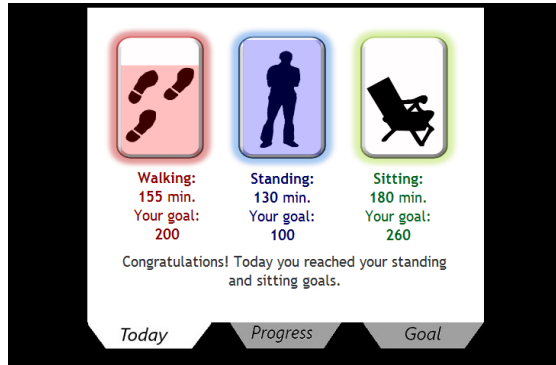 Walking:
155 min.
Your goal:
200
Standing:
130 min.
Your goal:
100
Sitting:
180 min.
Your goal:
260
Congratulations! Today you reached your standing
and sitting goals.
Today
Progress
Goal